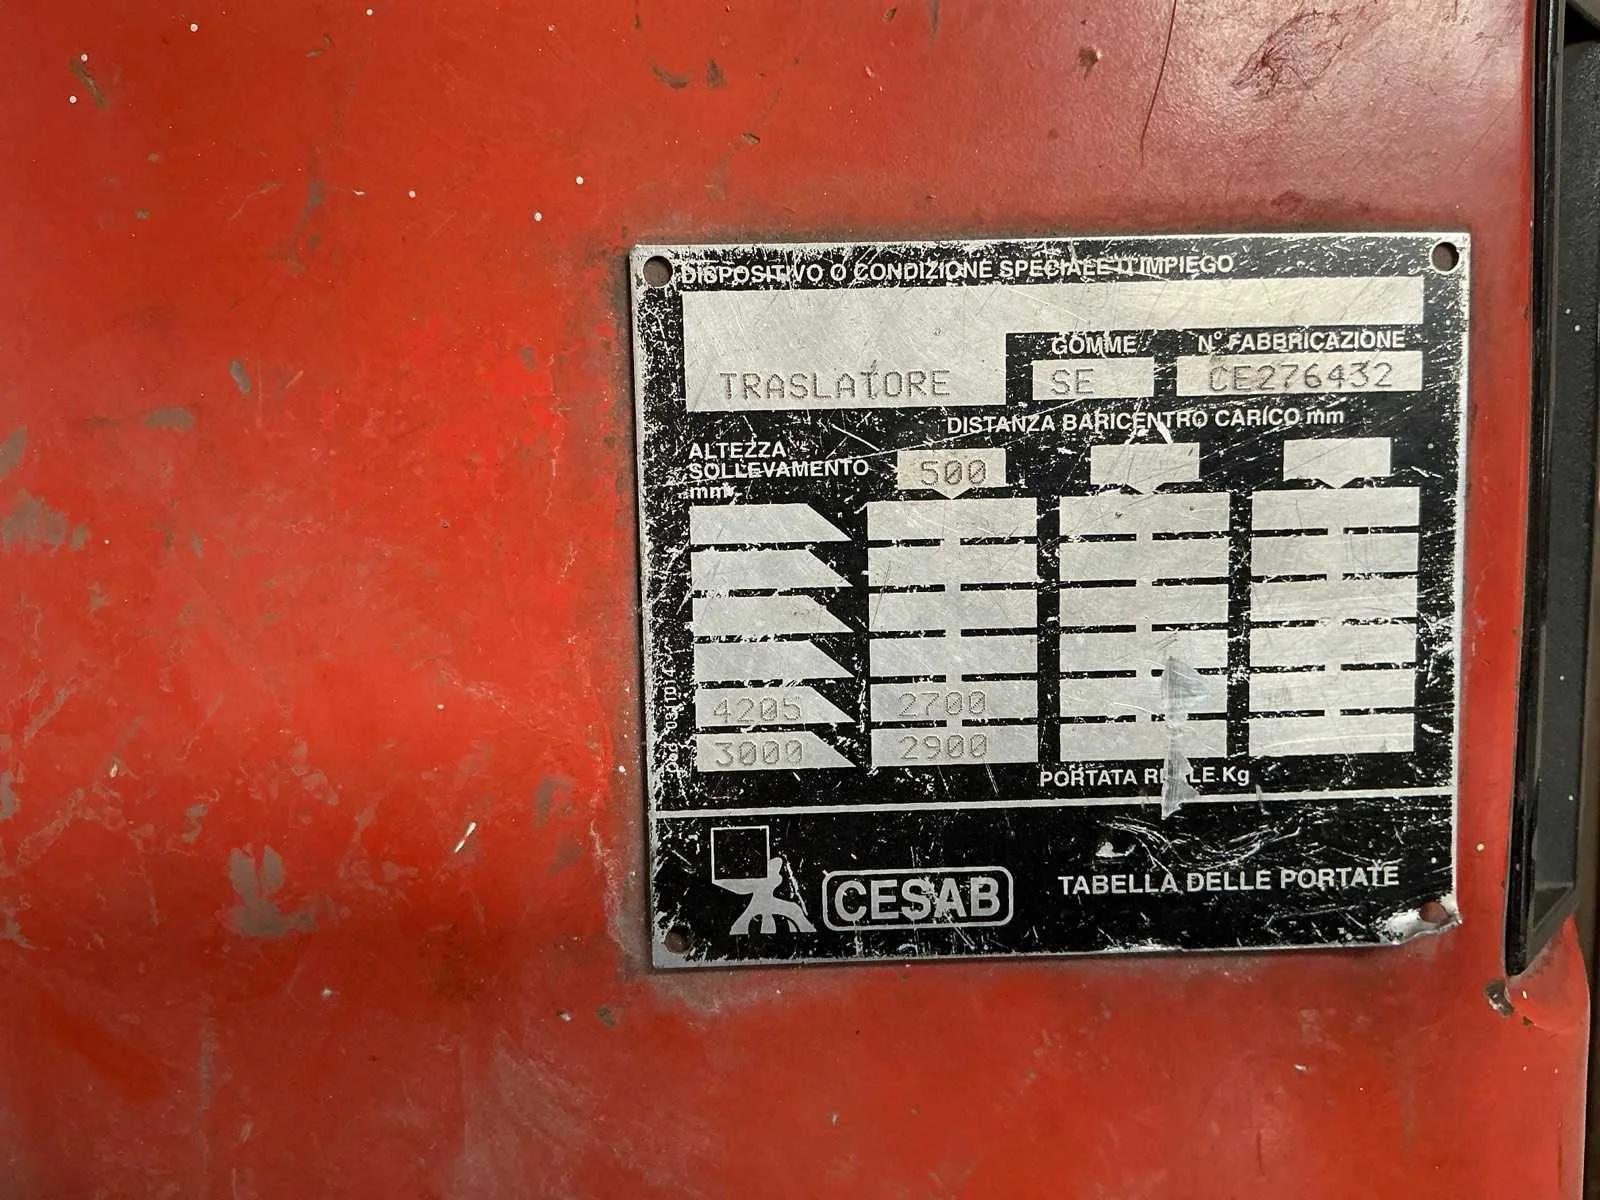 DISPOSITIVO O CONDIZIONE SPECIALE D'IMPIEGO
GOMME N° FABBRICAZIONE
TRASLATORE SE CE276432
DISTANZA BARICENTRO CARICO mm
ALTEZZA
SOLLEVAMENTO
mm
500
4205 2700
3000 2900
PORTATA Kg
CESAB
TABELLA DELLE PORTATE